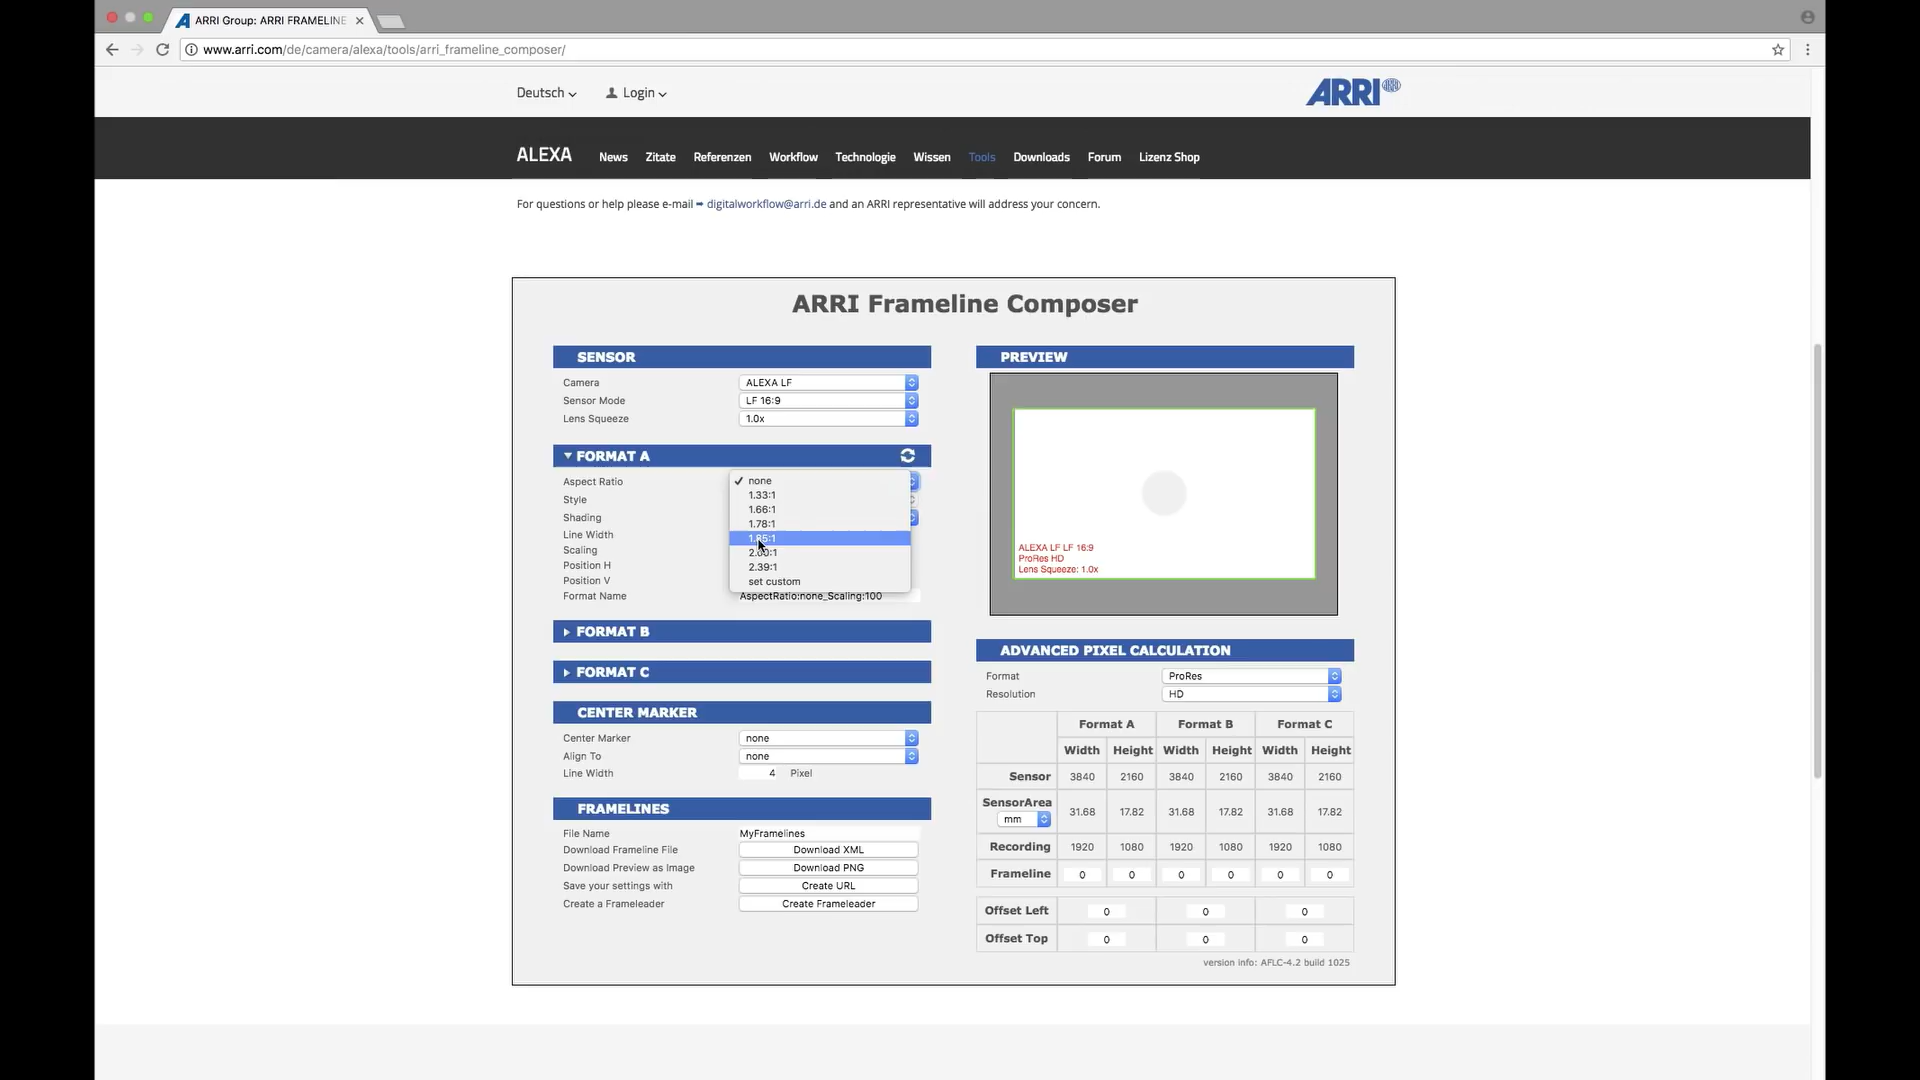 ARRI Group: ARRI FRAMELINE
www.arri.com/de/camera/alexa/tools/arri_frameline_composer/
Deutsch
Login
ARRI
ALEXA
News
Zitate
Referenzen
Workflow
Technologie
Wissen
Tools
Downloads
Forum
Lizenz Shop
For questions or help please e-mail digitalworkflow@arri.de and an ARRI representative will address your concern.
ARRI Frameline Composer
SENSOR
Camera ALEXA LF
Sensor Mode LF 16:9
Lens Squeeze 1.0x
FORMAT A
Aspect Ratio
Style
Shading
Line Width
Scaling
Position H
Position V
Format Name AspectRatio:none_Scaling:100
none
1.33:1
1.66:1
1.78:1
1.85:1
2.00:1
2.39:1
set custom
FORMAT B
FORMAT C
CENTER MARKER
Center Marker none
Align To none
Line Width 4 Pixel
FRAMELINES
File Name MyFramelines
Download Frameline File Download XML
Download Preview as Image Download PNG
Save your settings with Create URL
Create a Frameleader Create Frameleader
PREVIEW
ALEXA LF LF 16:9
ProRes HD
Lens Squeeze: 1.0x
ADVANCED PIXEL CALCULATION
Format ProRes
Resolution HD
Format A Format B Format C
Width Height Width Height Width Height
Sensor 3840 2160 3840 2160 3840 2160
SensorArea
mm 31.68 17.82 31.68 17.82 31.68 17.82
Recording 1920 1080 1920 1080 1920 1080
Frameline 0 0 0 0 0 0
Offset Left 0 0 0
Offset Top 0 0 0
version info: AFLC-4.2 build 1025